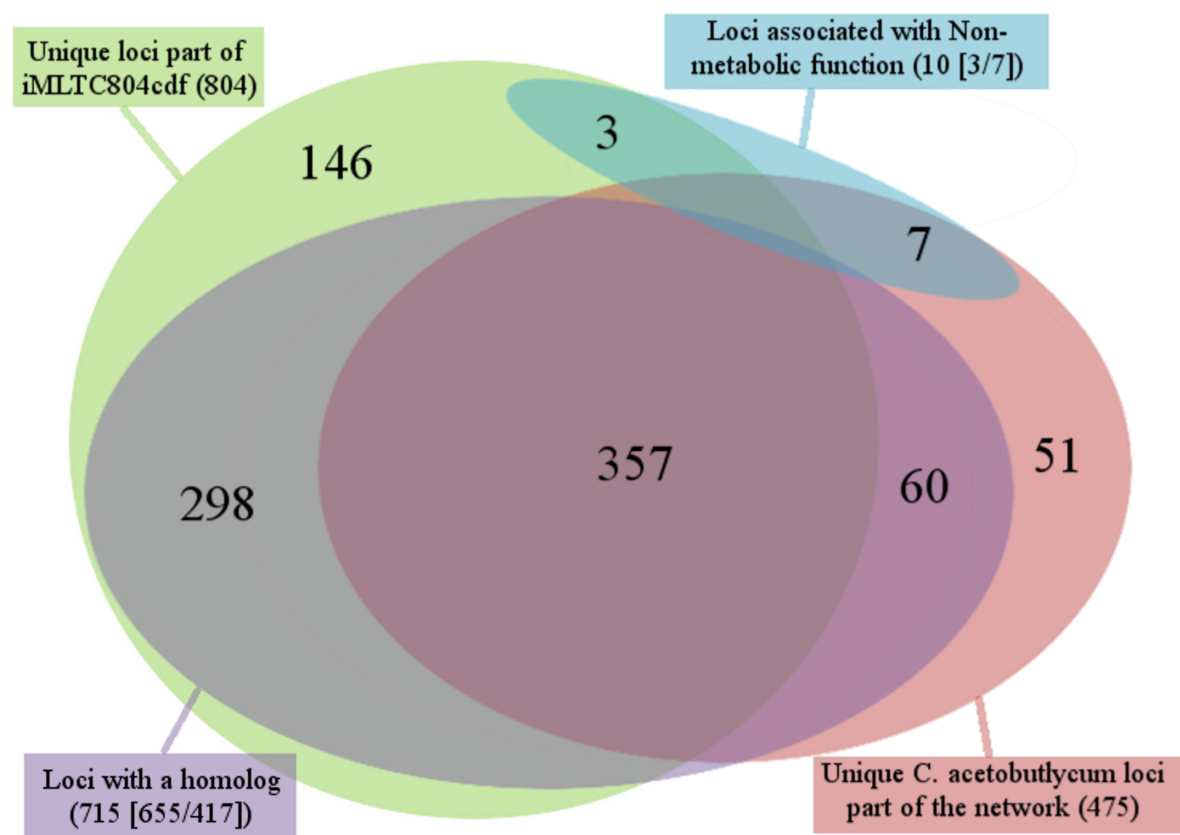 Unique loci part of
iMLTC804cdf (804)
Loci associated with Non-
metabolic function (10 [3/7])
146
3
7
298
357
60
51
Loci with a homolog
(715 [655/417])
Unique C. acetobutlycum loci
part of the network (475)